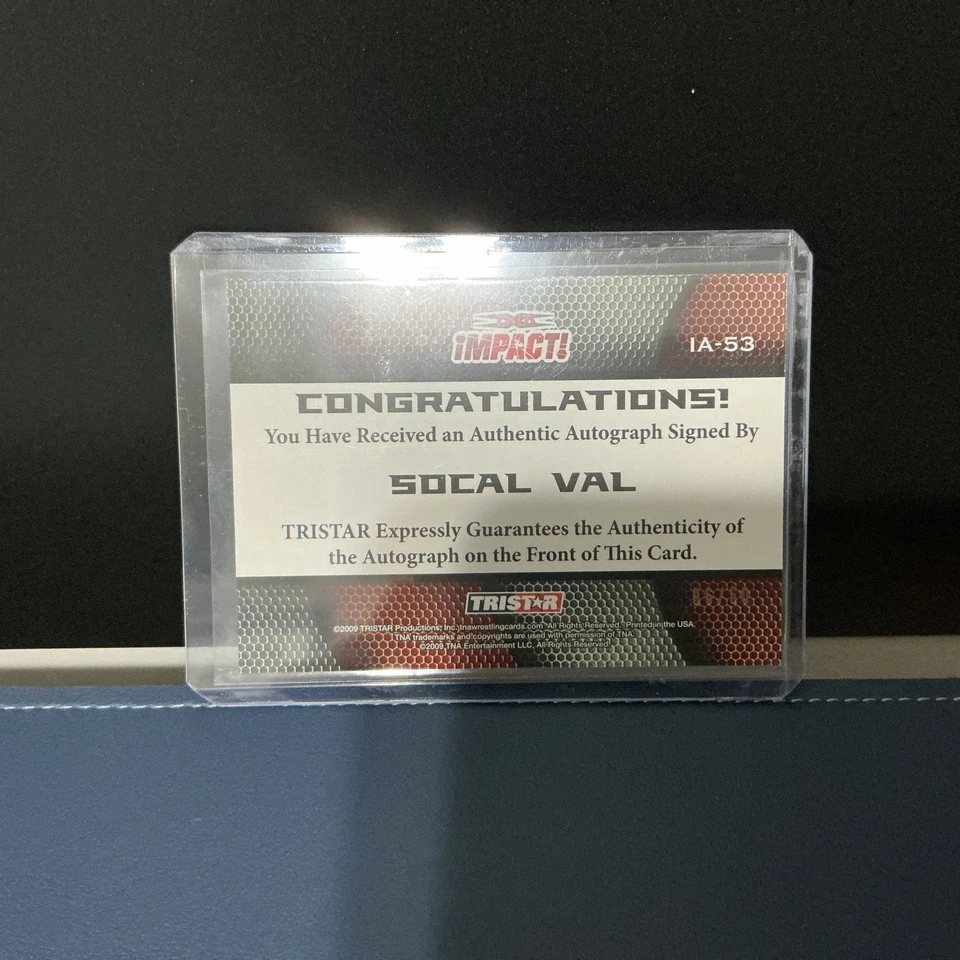 TNA
iMPACT!
IA-53
CONGRATULATIONS!
You Have Received an Authentic Autograph Signed By
SOCAL VAL
TRISTAR Expressly Guarantees the Authenticity of
the Autograph on the Front of This Card.
TRISTAR
©2009 TRISTAR Productions, Inc. tnawrestlingcards.com All Rights Reserved. Printed in the USA.
TNA trademarks and copyrights are used with permission of TNA.
©2009 TNA Entertainment LLC, All Rights Reserved.